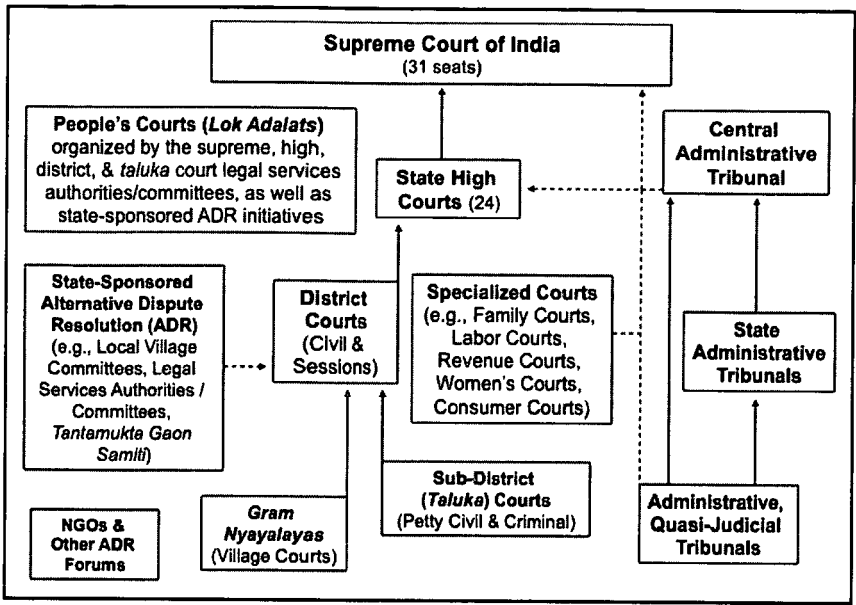 Supreme Court of India
(31 seats)
People's Courts (Lok Adalats)
organized by the supreme, high,
district, & taluka court legal services
authorities/committees, as well as
state-sponsored ADR initiatives
State High
Courts (24)
Central
Administrative
Tribunal
State-Sponsored
Alternative Dispute
Resolution (ADR)
(e.g., Local Village
Committees, Legal
Services Authorities /
Committees,
Tantamukta Gaon
Samiti)
District
Courts
(Civil &
Sessions)
Specialized Courts
(e.g., Family Courts,
Labor Courts,
Revenue Courts,
Women's Courts,
Consumer Courts)
State
Administrative
Tribunals
NGOs &
Other ADR
Forums
Gram
Nyayalayas
(Village Courts)
Sub-District
(Taluka) Courts
(Petty Civil & Criminal)
Administrative,
Quasi-Judicial
Tribunals